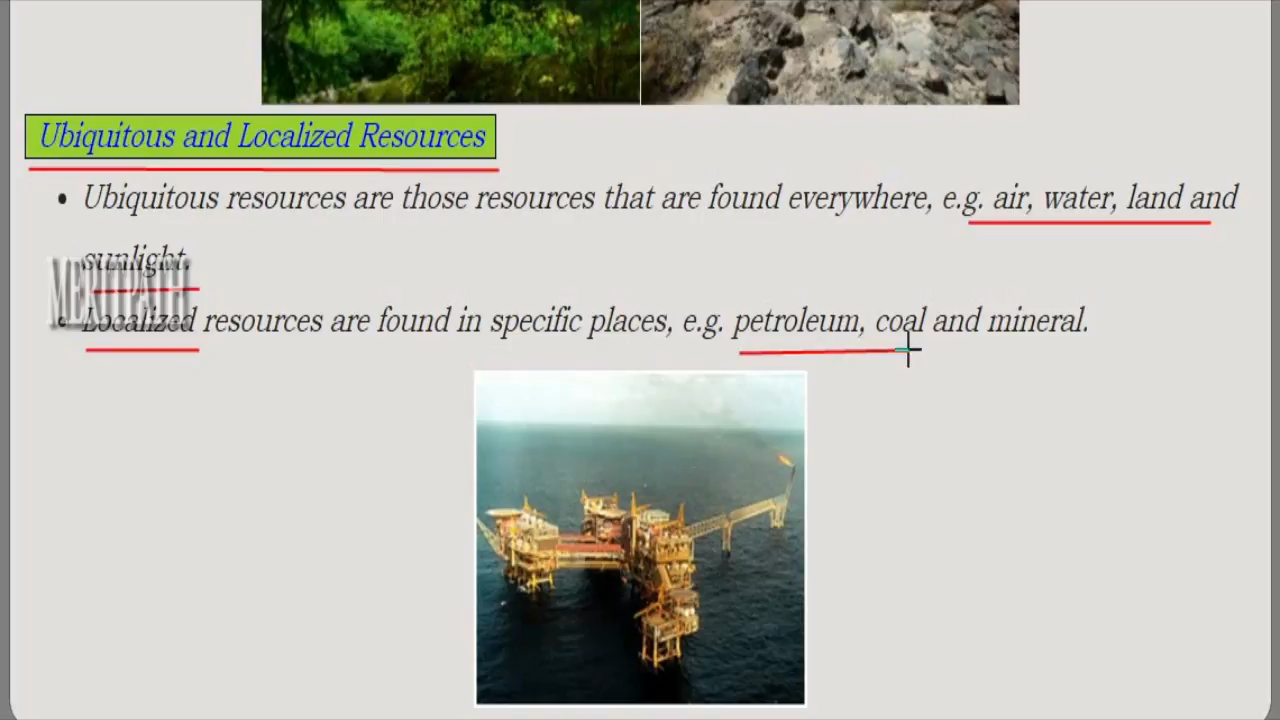 Ubiquitous and Localized Resources
• Ubiquitous resources are those resources that are found everywhere, e.g. air, water, land and
sunlight.
MERITPATH
• Localized resources are found in specific places, e.g. petroleum, coal and mineral.